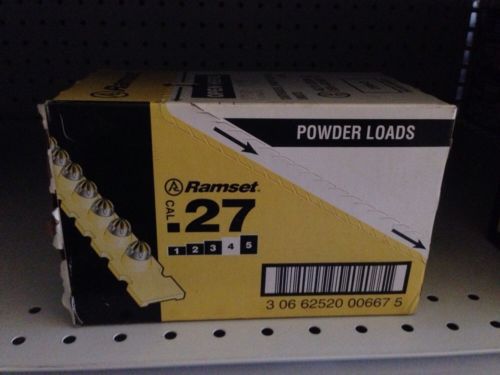 POWDER LOADS
Ramset
CAL .27
1 2 3 4 5
3 06 62520 00667 5